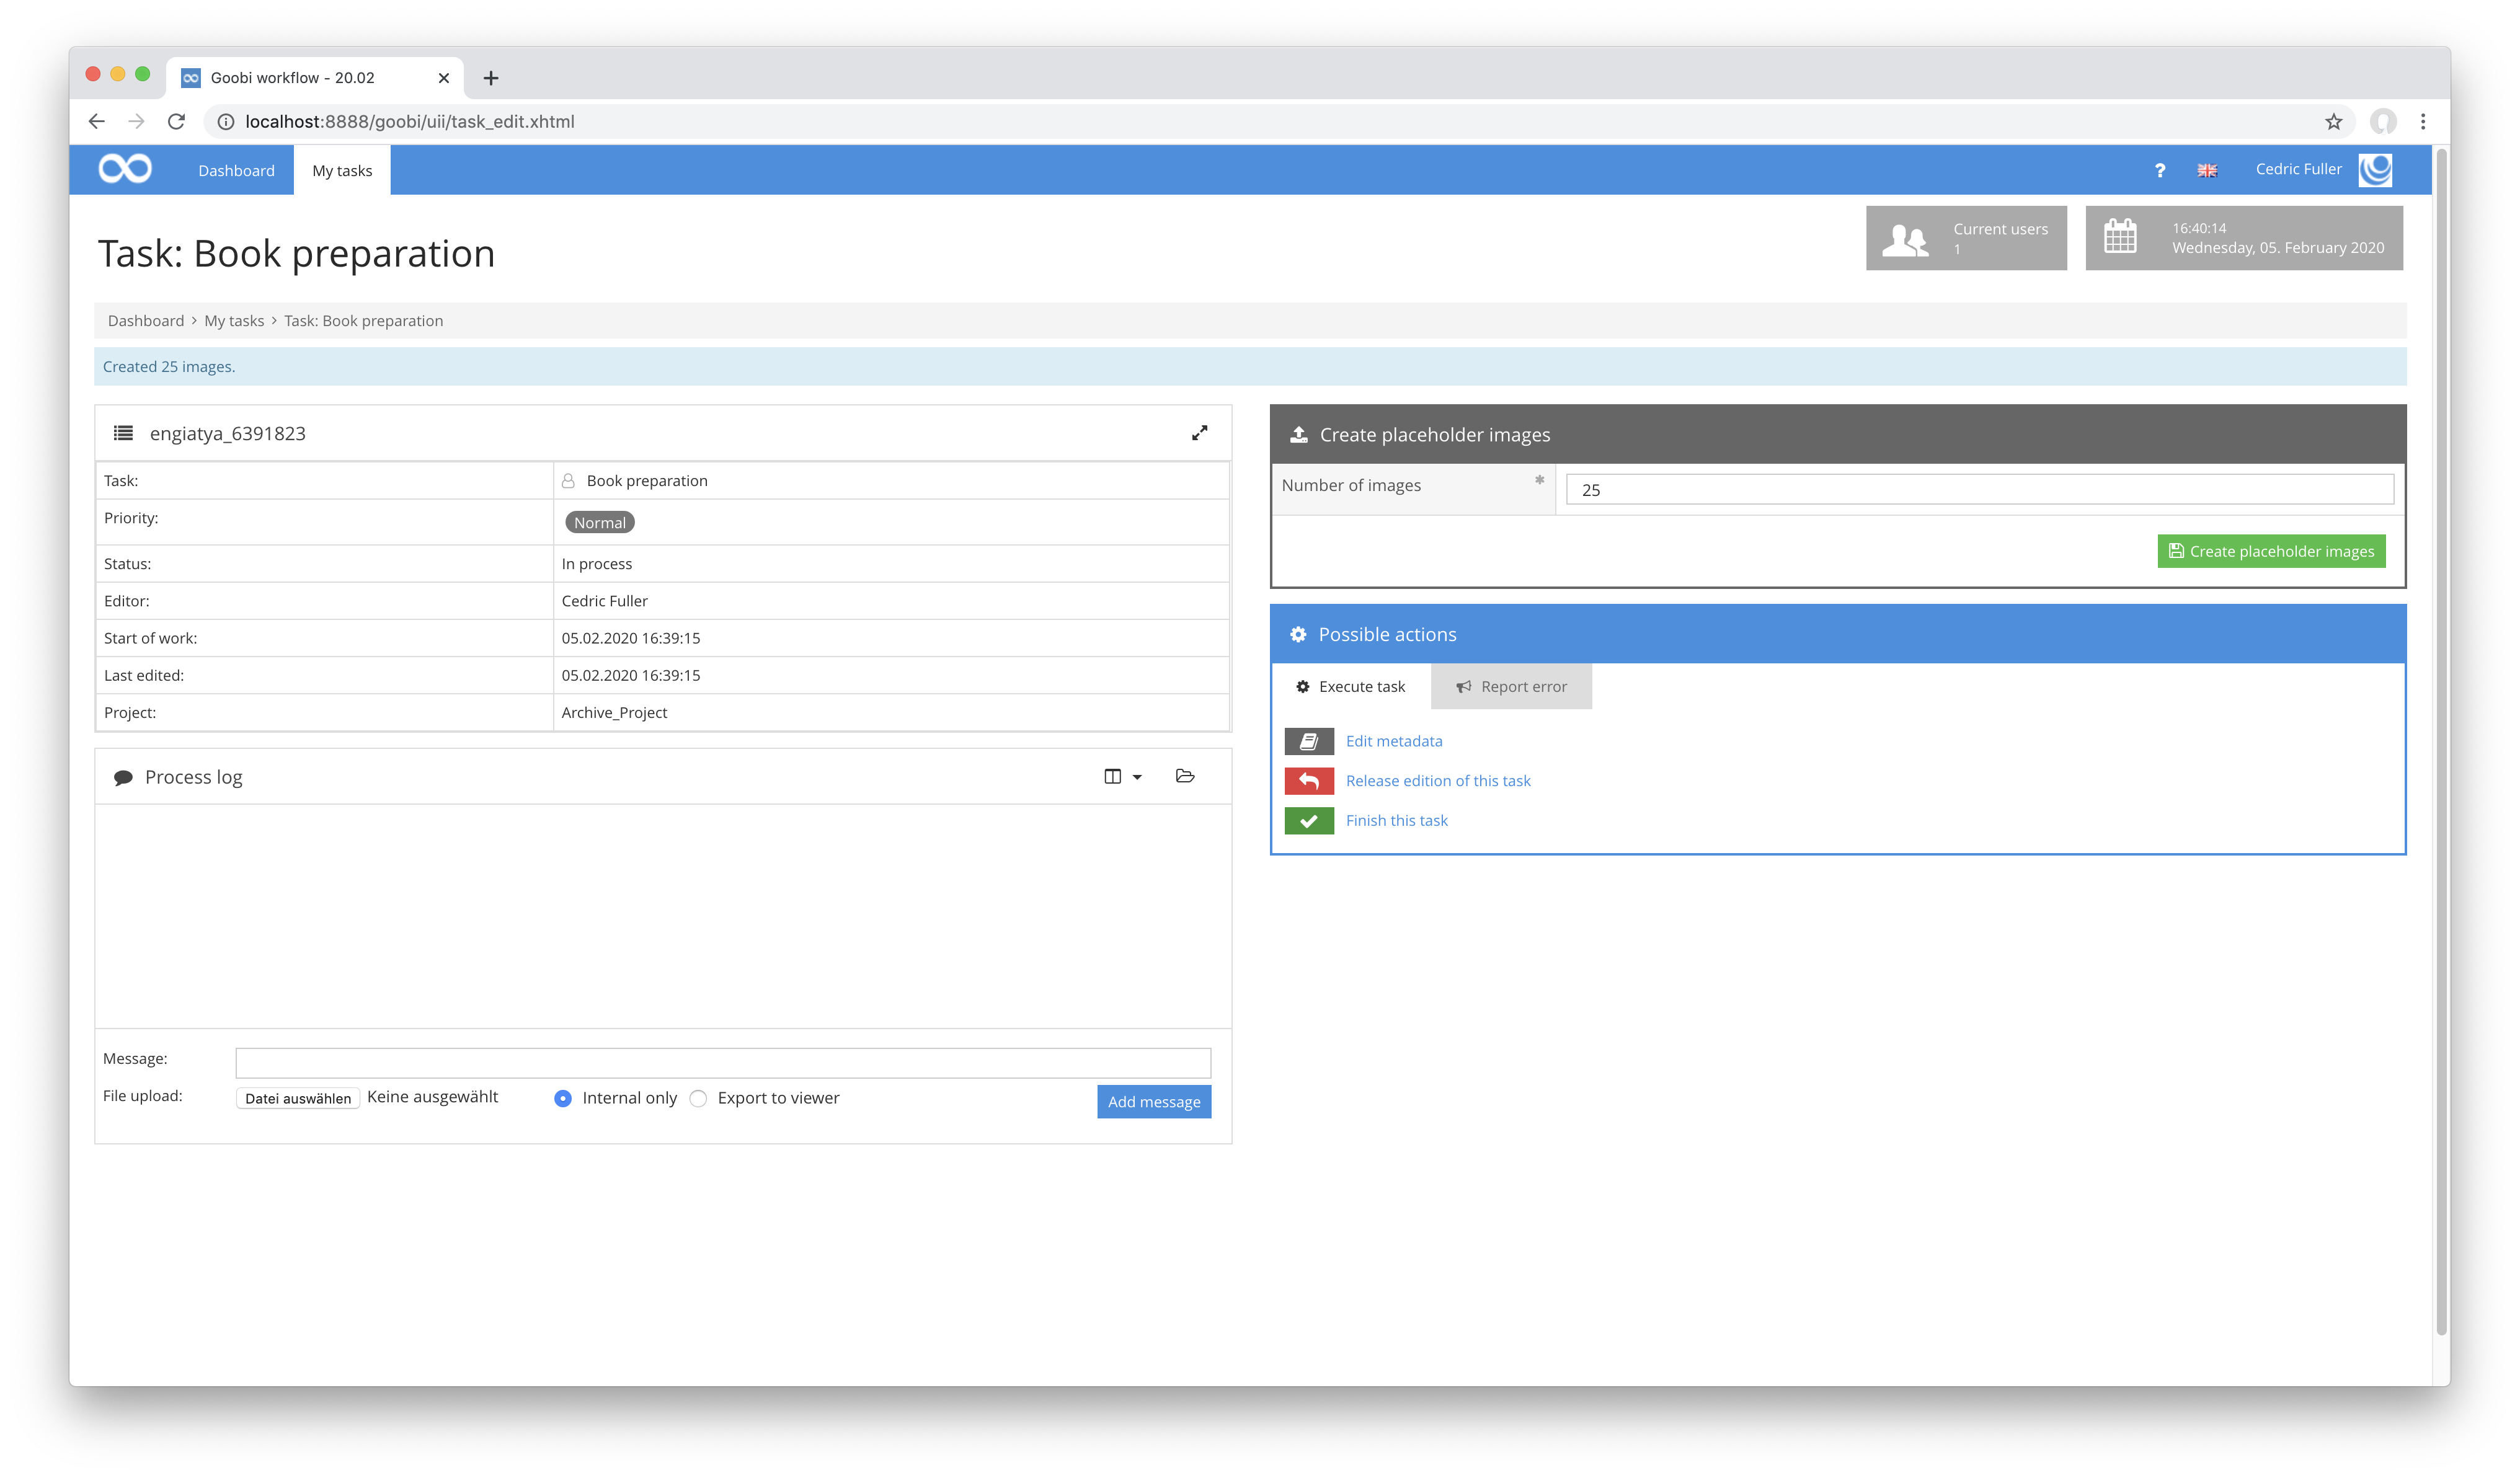 Goobi workflow - 20.02
localhost:8888/goobi/uii/task_edit.xhtml
Dashboard My tasks ? Cedric Fuller
Task: Book preparation
Current users
1
16:40:14
Wednesday, 05. February 2020
Dashboard > My tasks > Task: Book preparation
Created 25 images.
engiatya_6391823
Task: Book preparation
Priority: Normal
Status: In process
Editor: Cedric Fuller
Start of work: 05.02.2020 16:39:15
Last edited: 05.02.2020 16:39:15
Project: Archive_Project
Process log
Message:
File upload: Datei auswählen Keine ausgewählt Internal only Export to viewer Add message
Create placeholder images
Number of images * 25
Create placeholder images
Possible actions
Execute task Report error
Edit metadata
Release edition of this task
Finish this task